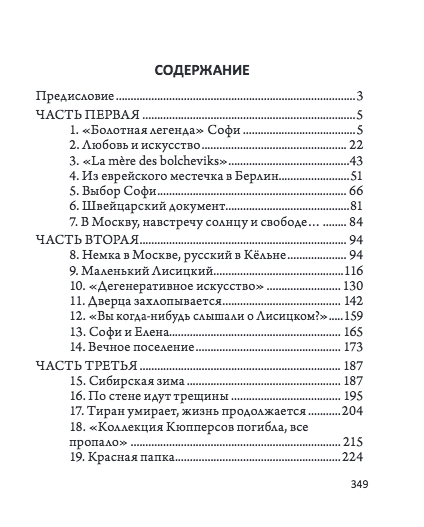 СОДЕРЖАНИЕ
Предисловие..........................................................3
ЧАСТЬ ПЕРВАЯ......................................................5
1. «Болотная легенда» Софи................................5
2. Любовь и искусство......................................22
3. «La mère des bolcheviks»...............................43
4. Из еврейского местечка в Берлин.................51
5. Выбор Софи..................................................66
6. Швейцарский документ................................81
7. В Москву, навстречу солнцу и свободе... ......84
ЧАСТЬ ВТОРАЯ....................................................94
8. Немка в Москве, русский в Кёльне................94
9. Маленький Лисицкий..................................116
10. «Дегенеративное искусство».....................130
11. Дверца захлопывается................................142
12. «Вы когда-нибудь слышали о Лисицком?».....159
13. Софи и Елена..............................................165
14. Вечное поселение.......................................173
ЧАСТЬ ТРЕТЬЯ...................................................187
15. Сибирская зима..........................................187
16. По стене идут трещины..............................195
17. Тиран умирает, жизнь продолжается.........204
18. «Коллекция Кюпперсов погибла, все
пропало»..........................................................215
19. Красная папка.............................................224
349